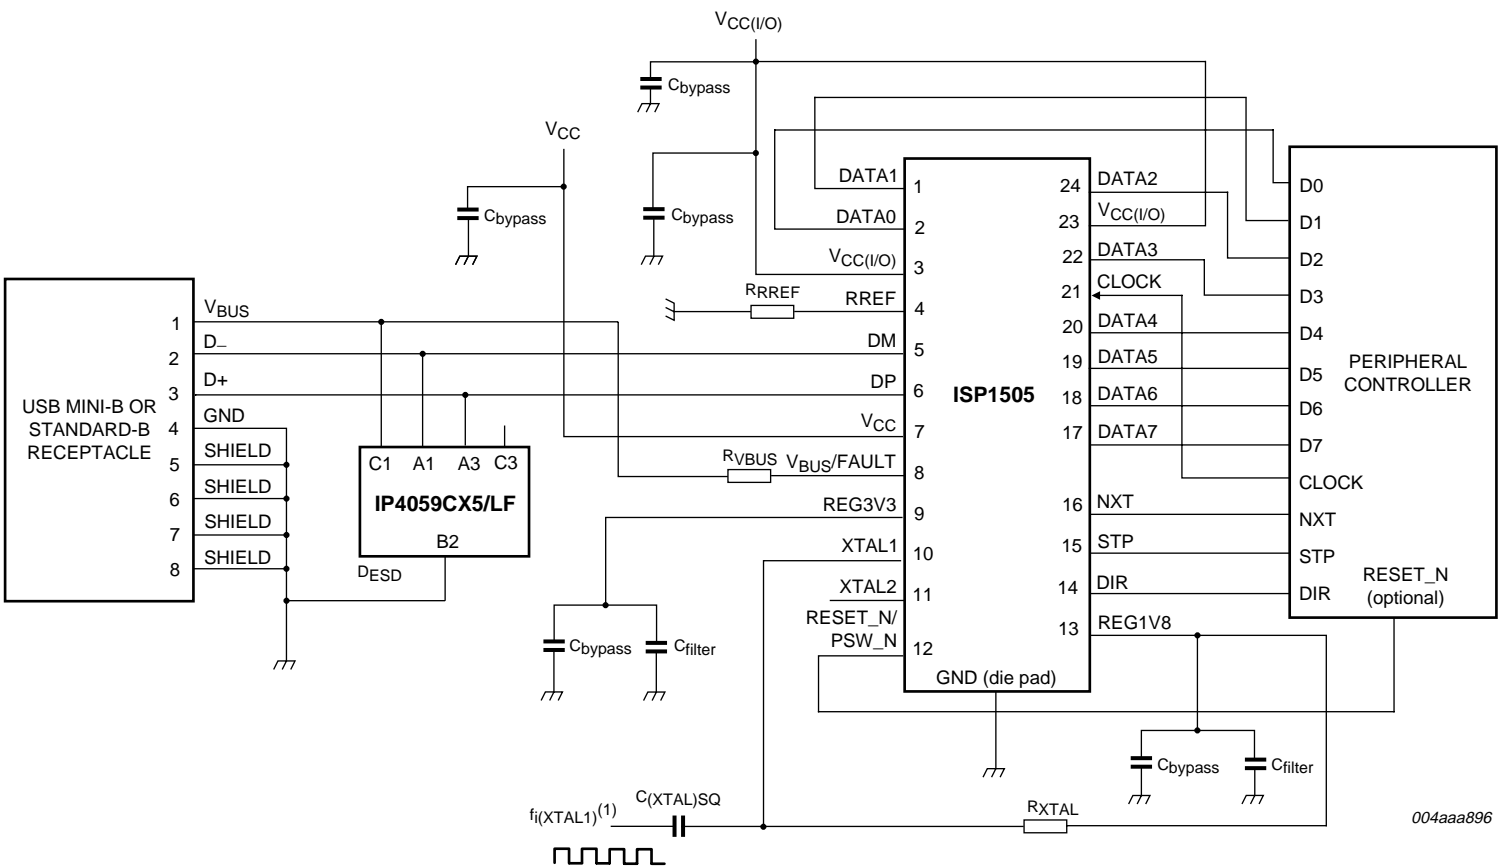 VCC(I/O)
Cbypass
VCC
Cbypass
Cbypass
USB MINI-B OR
STANDARD-B
RECEPTACLE
1 VBUS
2 D−
3 D+
4 GND
5 SHIELD
6 SHIELD
7 SHIELD
8 SHIELD
C1 A1 A3 C3
IP4059CX5/LF
B2
DESD
RRREF
RVBUS
Cbypass
Cfilter
DATA1 1
DATA0 2
VCC(I/O) 3
RREF 4
DM 5
DP 6
VCC 7
VBUS/FAULT 8
REG3V3 9
XTAL1 10
XTAL2 11
RESET_N/
PSW_N 12
ISP1505
GND (die pad)
24 DATA2
23 VCC(I/O)
22 DATA3
21 CLOCK
20 DATA4
19 DATA5
18 DATA6
17 DATA7
16 NXT
15 STP
14 DIR
13 REG1V8
D0
D1
D2
D3
D4
D5
D6
D7
CLOCK
NXT
STP
DIR
PERIPHERAL
CONTROLLER
RESET_N
(optional)
Cbypass
Cfilter
fi(XTAL1)(1)
C(XTAL)SQ
RXTAL
004aaa896